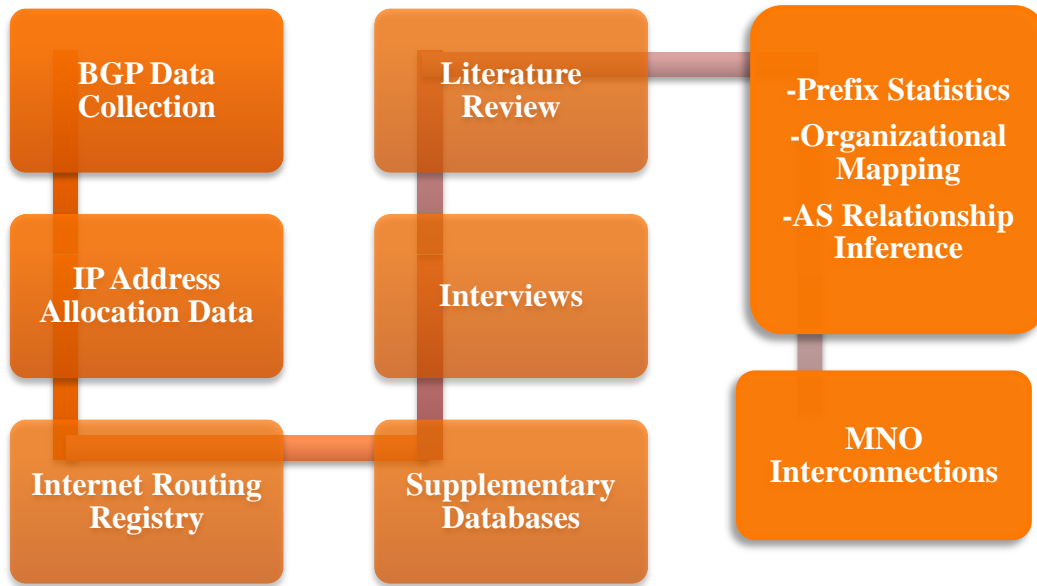 BGP Data
Collection
IP Address
Allocation Data
Internet Routing
Registry
Supplementary
Databases
Interviews
Literature
Review
-Prefix Statistics
-Organizational
Mapping
-AS Relationship
Inference
MNO
Interconnections